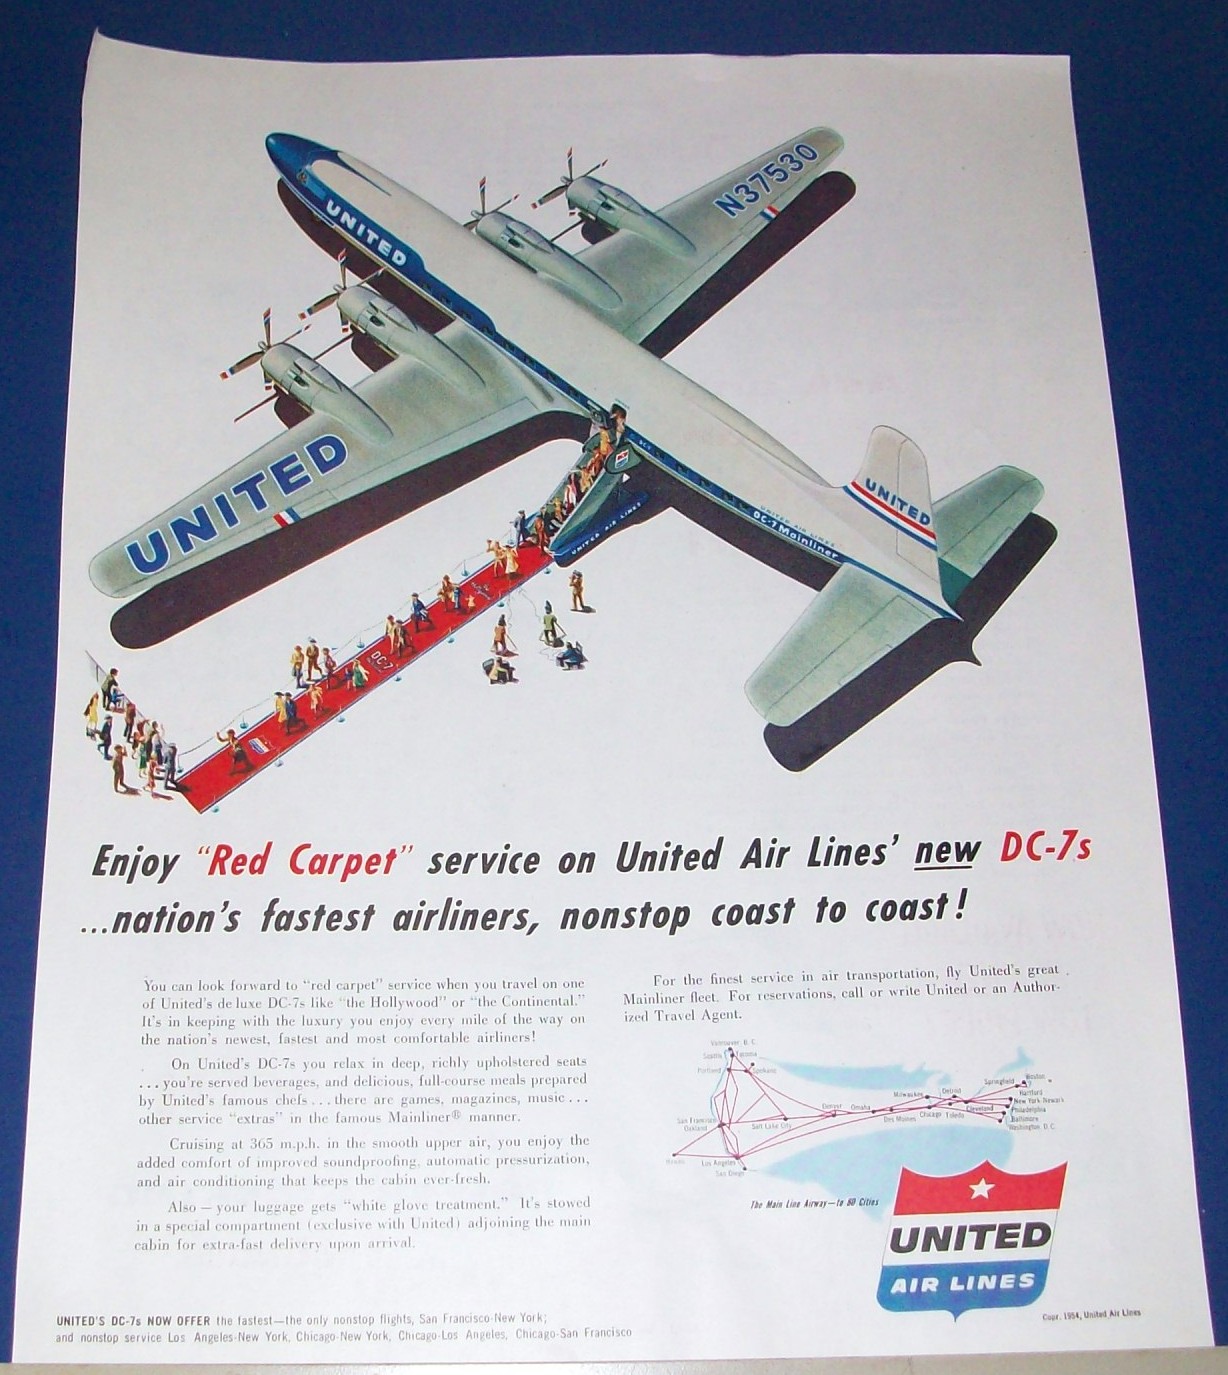 N37530
UNITED
UNITED
UNITED
DC-7
UNITED AIR LINES
DC-7 Mainliner
UNITED AIR LINES
DC-7
Enjoy “Red Carpet” service on United Air Lines’ new DC-7s
...nation’s fastest airliners, nonstop coast to coast!
You can look forward to “red carpet” service when you travel on one
of United’s de luxe DC-7s like “the Hollywood” or “the Continental.”
It’s in keeping with the luxury you enjoy every mile of the way on
the nation’s newest, fastest and most comfortable airliners!
On United’s DC-7s you relax in deep, richly upholstered seats
... you’re served beverages, and delicious, full-course meals prepared
by United’s famous chefs ... there are games, magazines, music ...
other service “extras” in the famous Mainliner® manner.
Cruising at 365 m.p.h. in the smooth upper air, you enjoy the
added comfort of improved soundproofing, automatic pressurization,
and air conditioning that keeps the cabin ever-fresh.
Also — your luggage gets “white glove treatment.” It’s stowed
in a special compartment (exclusive with United) adjoining the main
cabin for extra-fast delivery upon arrival.
For the finest service in air transportation, fly United’s great
Mainliner fleet. For reservations, call or write United or an Author-
ized Travel Agent.
Vancouver, B. C.
Seattle
Tacoma
Portland
Spokane
San Francisco
Oakland
Salt Lake City
Denver
Omaha
Des Moines
Milwaukee
Chicago
Detroit
Toledo
Cleveland
Springfield
Boston
Hartford
New York-Newark
Philadelphia
Baltimore
Washington, D.C.
Hawaii
Los Angeles
San Diego
The Main Line Airway—to 80 Cities
UNITED
AIR LINES
Copr. 1954, United Air Lines
UNITED’S DC-7s NOW OFFER the fastest—the only nonstop flights, San Francisco-New York;
and nonstop service Los Angeles-New York, Chicago-New York, Chicago-Los Angeles, Chicago-San Francisco